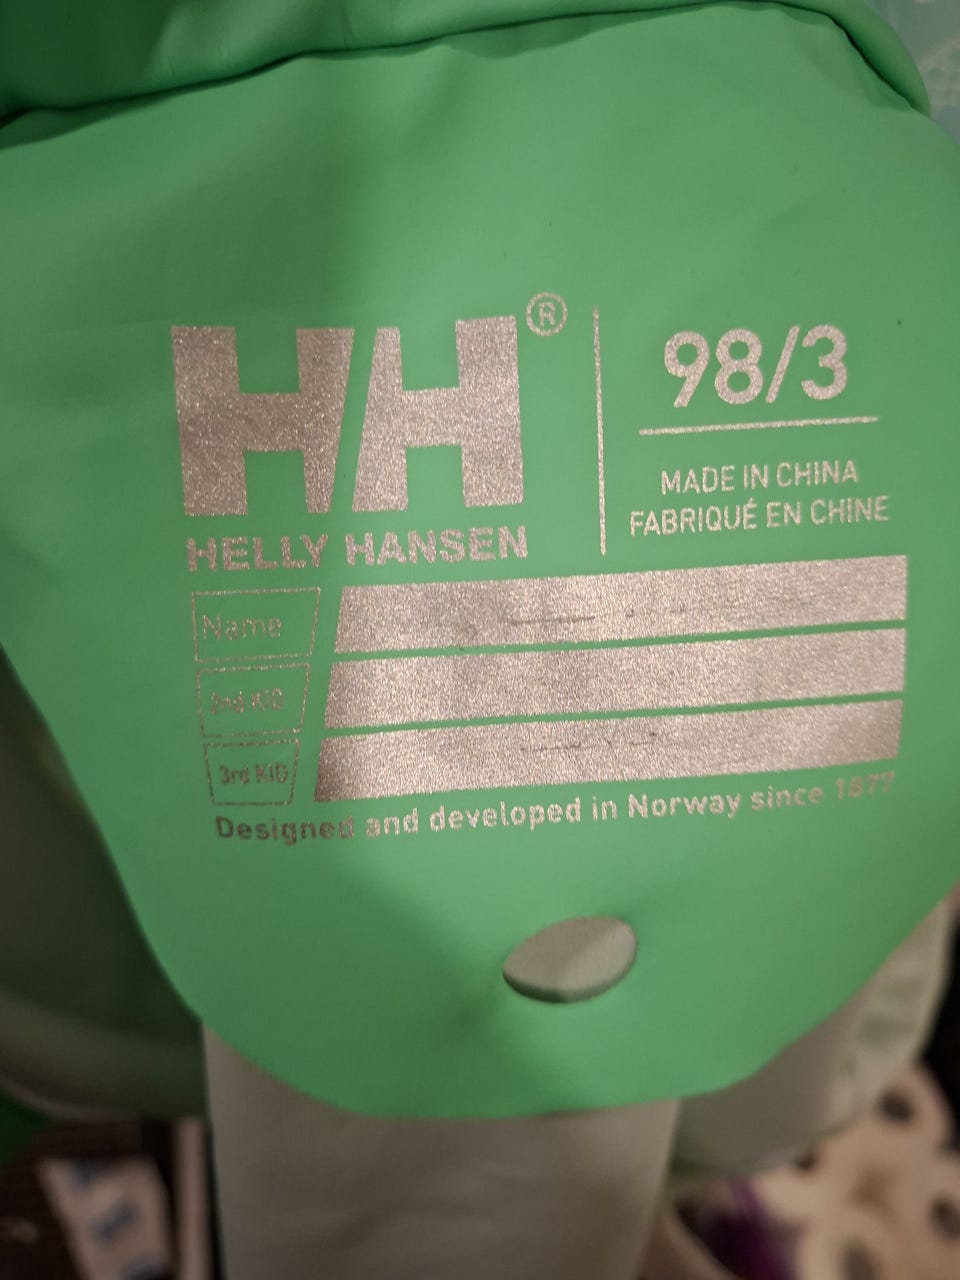 HH®
HELLY HANSEN
98/3
MADE IN CHINA
FABRIQUÉ EN CHINE
Name
2nd KID
3rd KID
Designed and developed in Norway since 1877